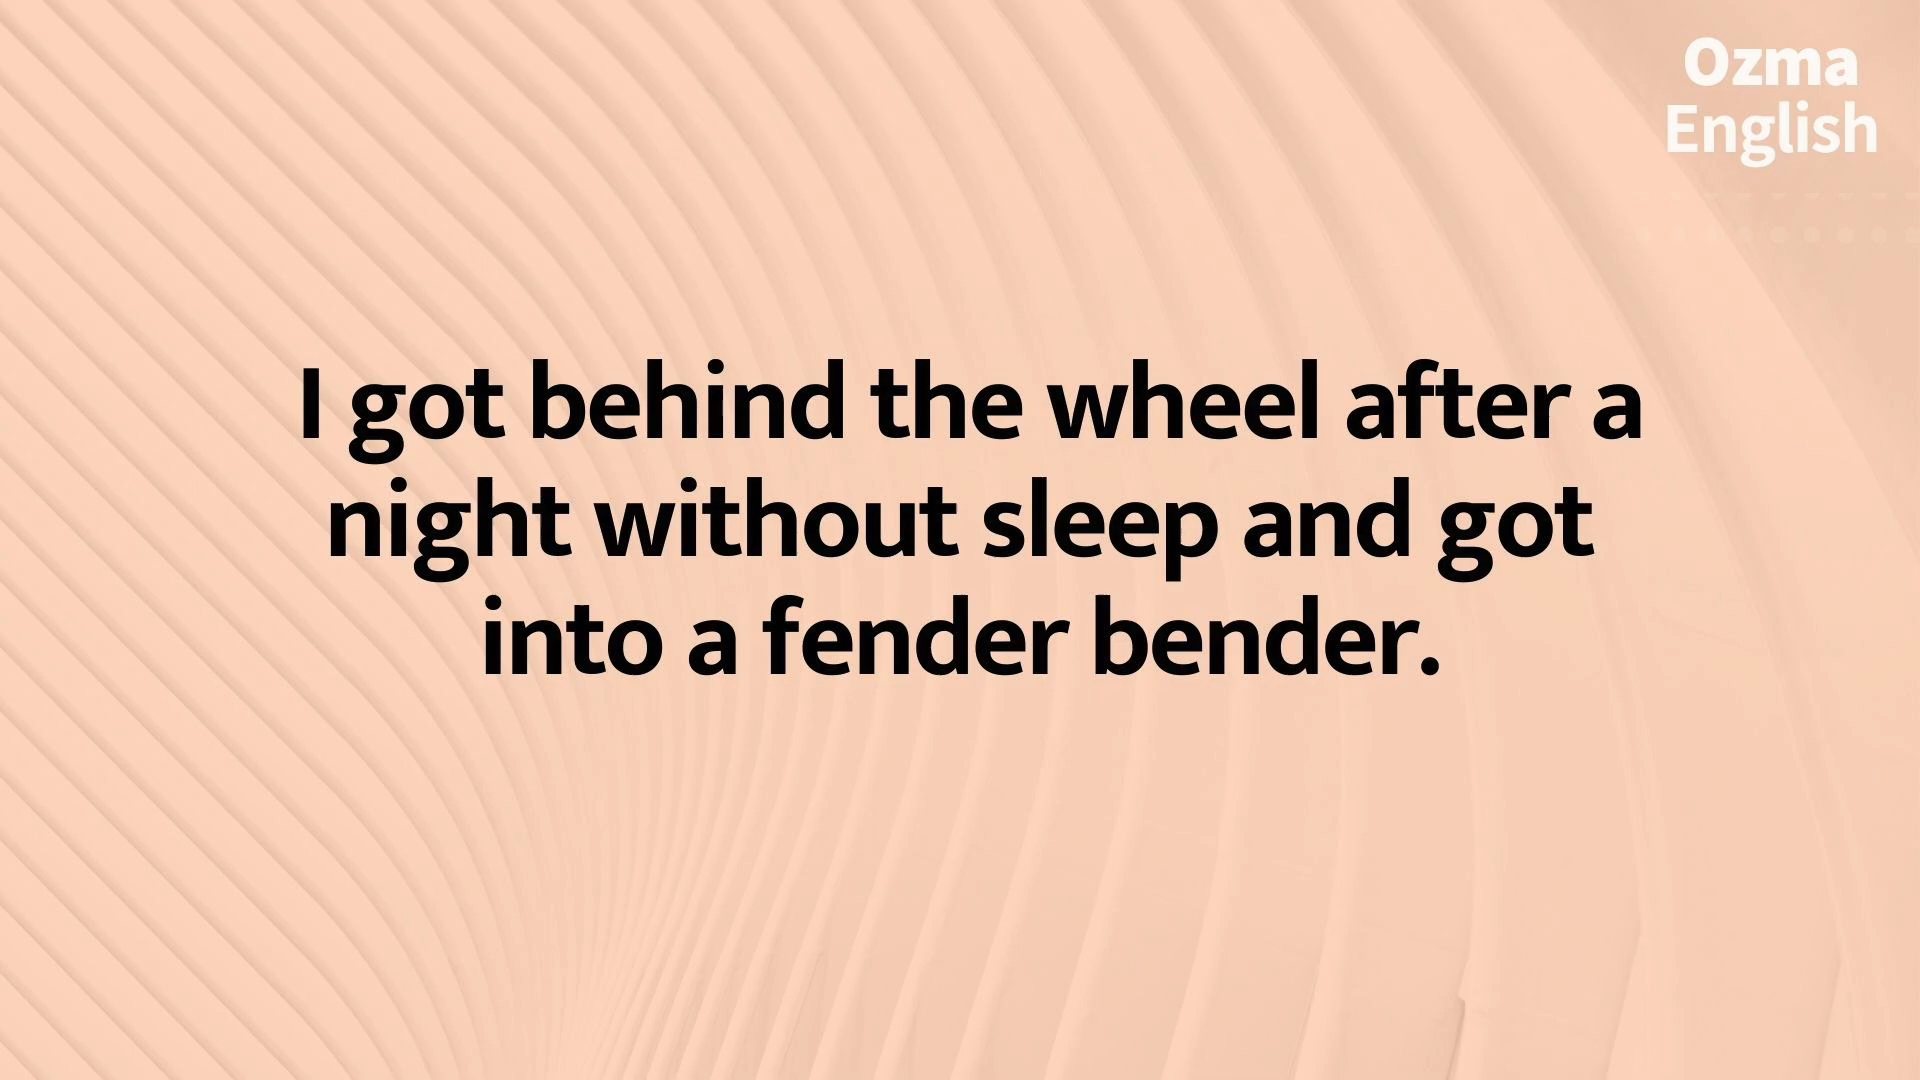 Ozma
English
I got behind the wheel after a
night without sleep and got
into a fender bender.